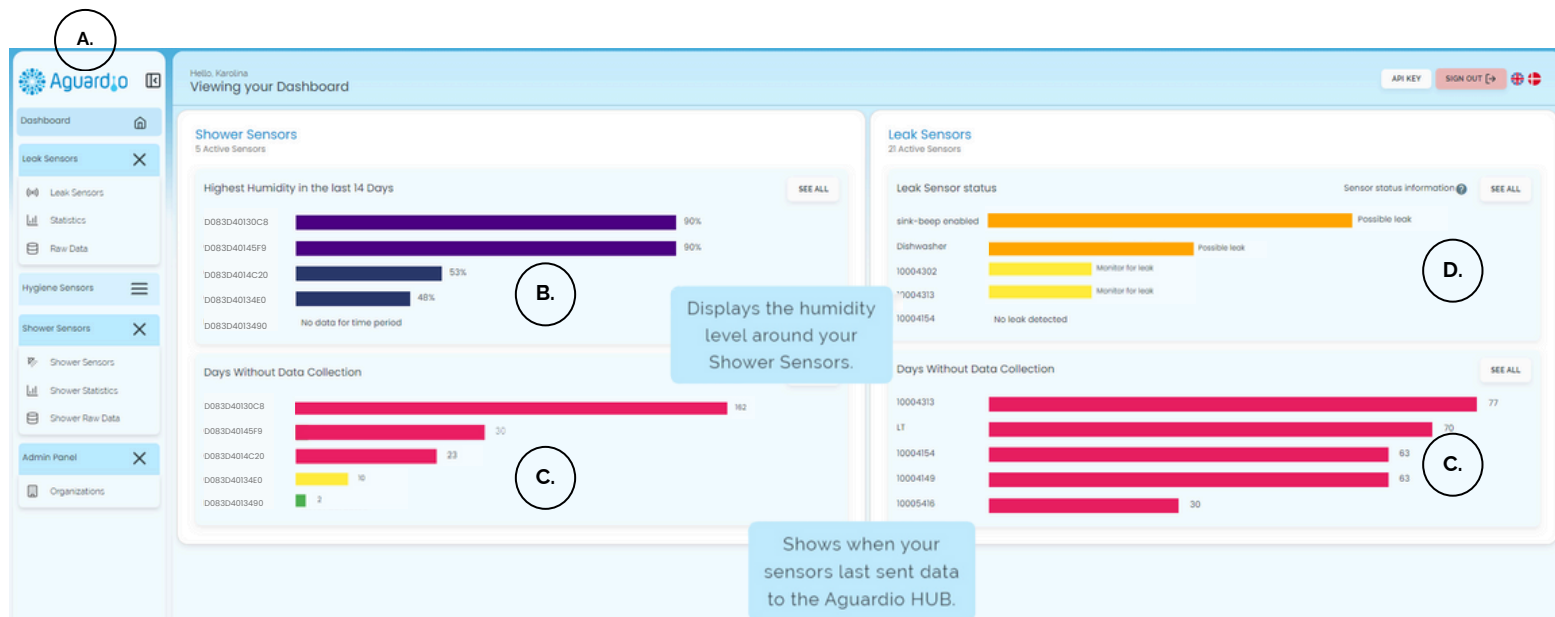 A.
Aguardio
Dashboard
Leak Sensors
Leak Sensors
Statistics
Raw Data
Hygiene Sensors
Shower Sensors
Shower Sensors
Shower Statistics
Shower Raw Data
Admin Panel
Organizations
Hello, Karolina
Viewing your Dashboard
API KEY
SIGN OUT
Shower Sensors
5 Active Sensors
Highest Humidity in the last 14 Days
SEE ALL
D083D40130C8 90%
D083D40145F9 90%
D083D4014C20 53%
D083D40134E0 48%
D083D4013490 No data for time period
B.
Displays the humidity
level around your
Shower Sensors.
Days Without Data Collection
D083D40130C8 162
D083D40145F9 30
D083D4014C20 23
D083D40134E0 10
D083D4013490 2
C.
Shows when your
sensors last sent data
to the Aguardio HUB.
Leak Sensors
21 Active Sensors
Leak Sensor status
Sensor status information ?
SEE ALL
sink-beep enabled Possible leak
Dishwasher Possible leak
10004302 Monitor for leak
10004313 Monitor for leak
10004154 No leak detected
D.
Days Without Data Collection
SEE ALL
10004313 77
LT 70
10004154 63
10004149 63
10005416 30
C.